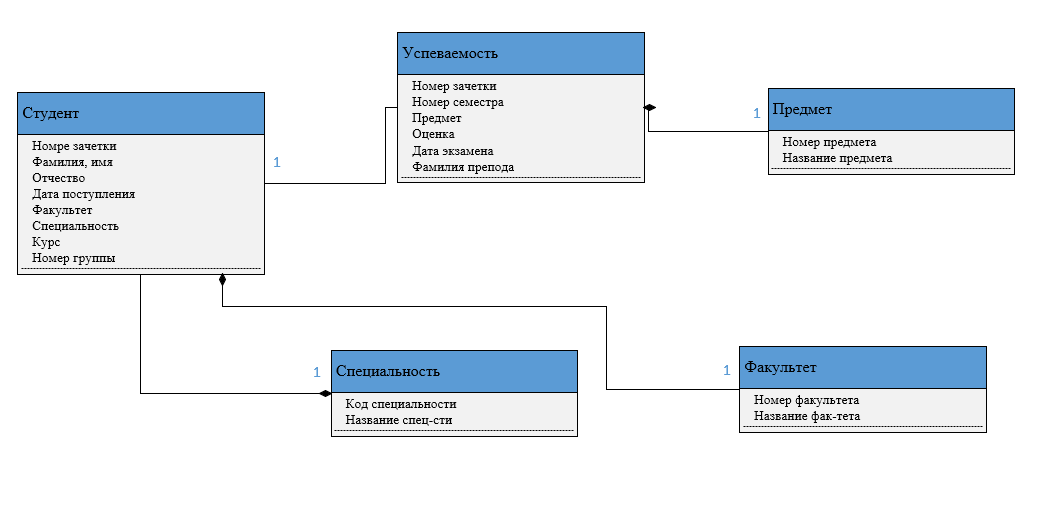 Успеваемость
Номер зачетки
Номер семестра
Предмет
Оценка
Дата экзамена
Фамилия препода
Студент
Номре зачетки
Фамилия, имя
Отчество
Дата поступления
Факультет
Специальность
Курс
Номер группы
1
1
Предмет
Номер предмета
Название предмета
1
Специальность
Код специальности
Название спец-сти
1
Факультет
Номер факультета
Название фак-тета